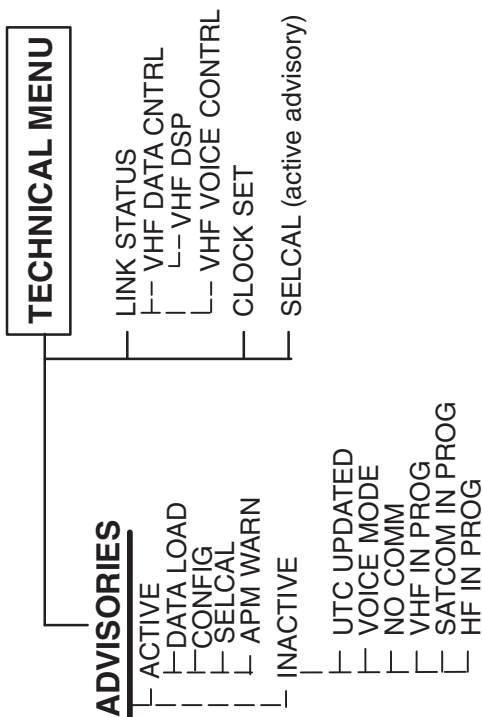 TECHNICAL MENU
ADVISORIES
ACTIVE
DATA LOAD
CONFIG
SELCAL
APM WARN
INACTIVE
UTC UPDATED
VOICE MODE
NO COMM
VHF IN PROG
SATCOM IN PROG
HF IN PROG
LINK STATUS
VHF DATA CNTRL
VHF DSP
VHF VOICE CONTRL
CLOCK SET
SELCAL (active advisory)